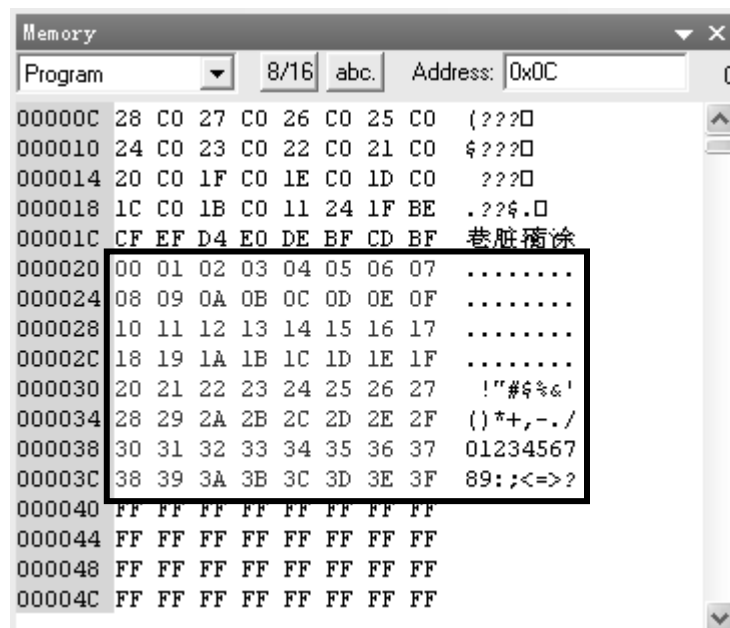 Memory
Program 8/16 abc. Address: 0x0C
00000C 28 C0 27 C0 26 C0 25 C0 (???□
000010 24 C0 23 C0 22 C0 21 C0 $???□
000014 20 C0 1F C0 1E C0 1D C0 ???□
000018 1C C0 1B C0 11 24 1F BE .??$.□
00001C CF EF D4 E0 DE BF CD BF 巷脏蘅涂
000020 00 01 02 03 04 05 06 07 ........
000024 08 09 0A 0B 0C 0D 0E 0F ........
000028 10 11 12 13 14 15 16 17 ........
00002C 18 19 1A 1B 1C 1D 1E 1F ........
000030 20 21 22 23 24 25 26 27 !"#$%&'
000034 28 29 2A 2B 2C 2D 2E 2F ()*+,-./
000038 30 31 32 33 34 35 36 37 01234567
00003C 38 39 3A 3B 3C 3D 3E 3F 89:;<=>?
000040 FF FF FF FF FF FF FF FF
000044 FF FF FF FF FF FF FF FF
000048 FF FF FF FF FF FF FF FF
00004C FF FF FF FF FF FF FF FF